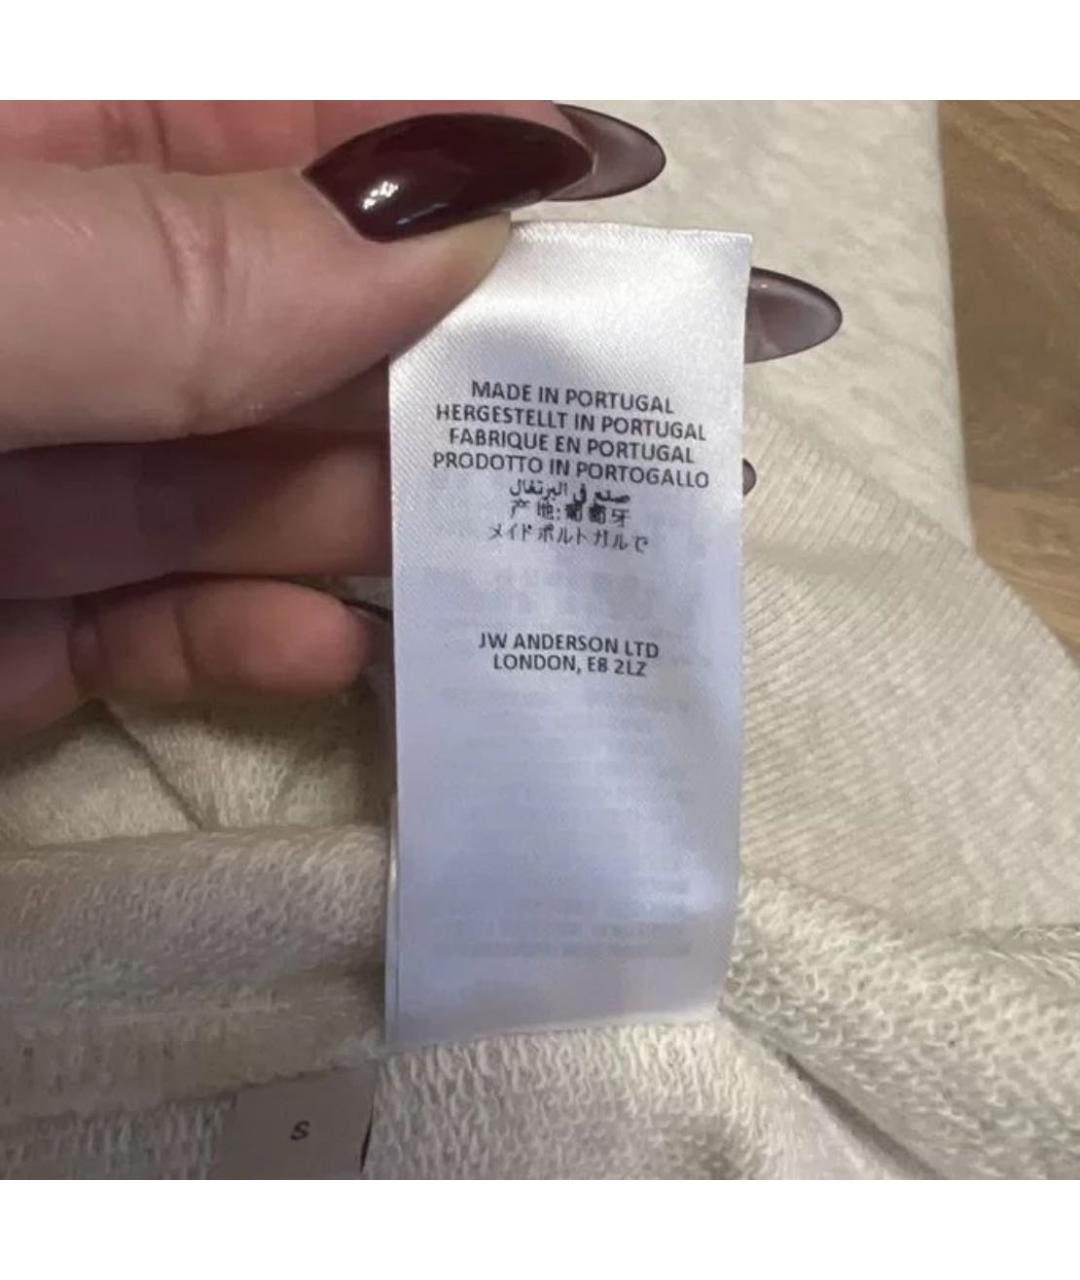 MADE IN PORTUGAL
HERGESTELLT IN PORTUGAL
FABRIQUE EN PORTUGAL
PRODOTTO IN PORTOGALLO
صنع في البرتغال
产地:葡萄牙
メイドポルトガルで
JW ANDERSON LTD
LONDON, E8 2LZ
S